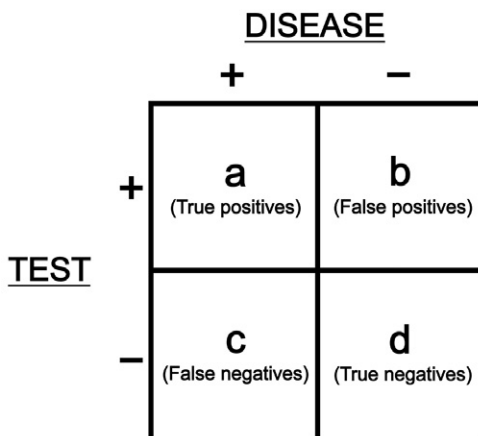 DISEASE
+ −
+
a b
(True positives) (False positives)
TEST
−
c d
(False negatives) (True negatives)